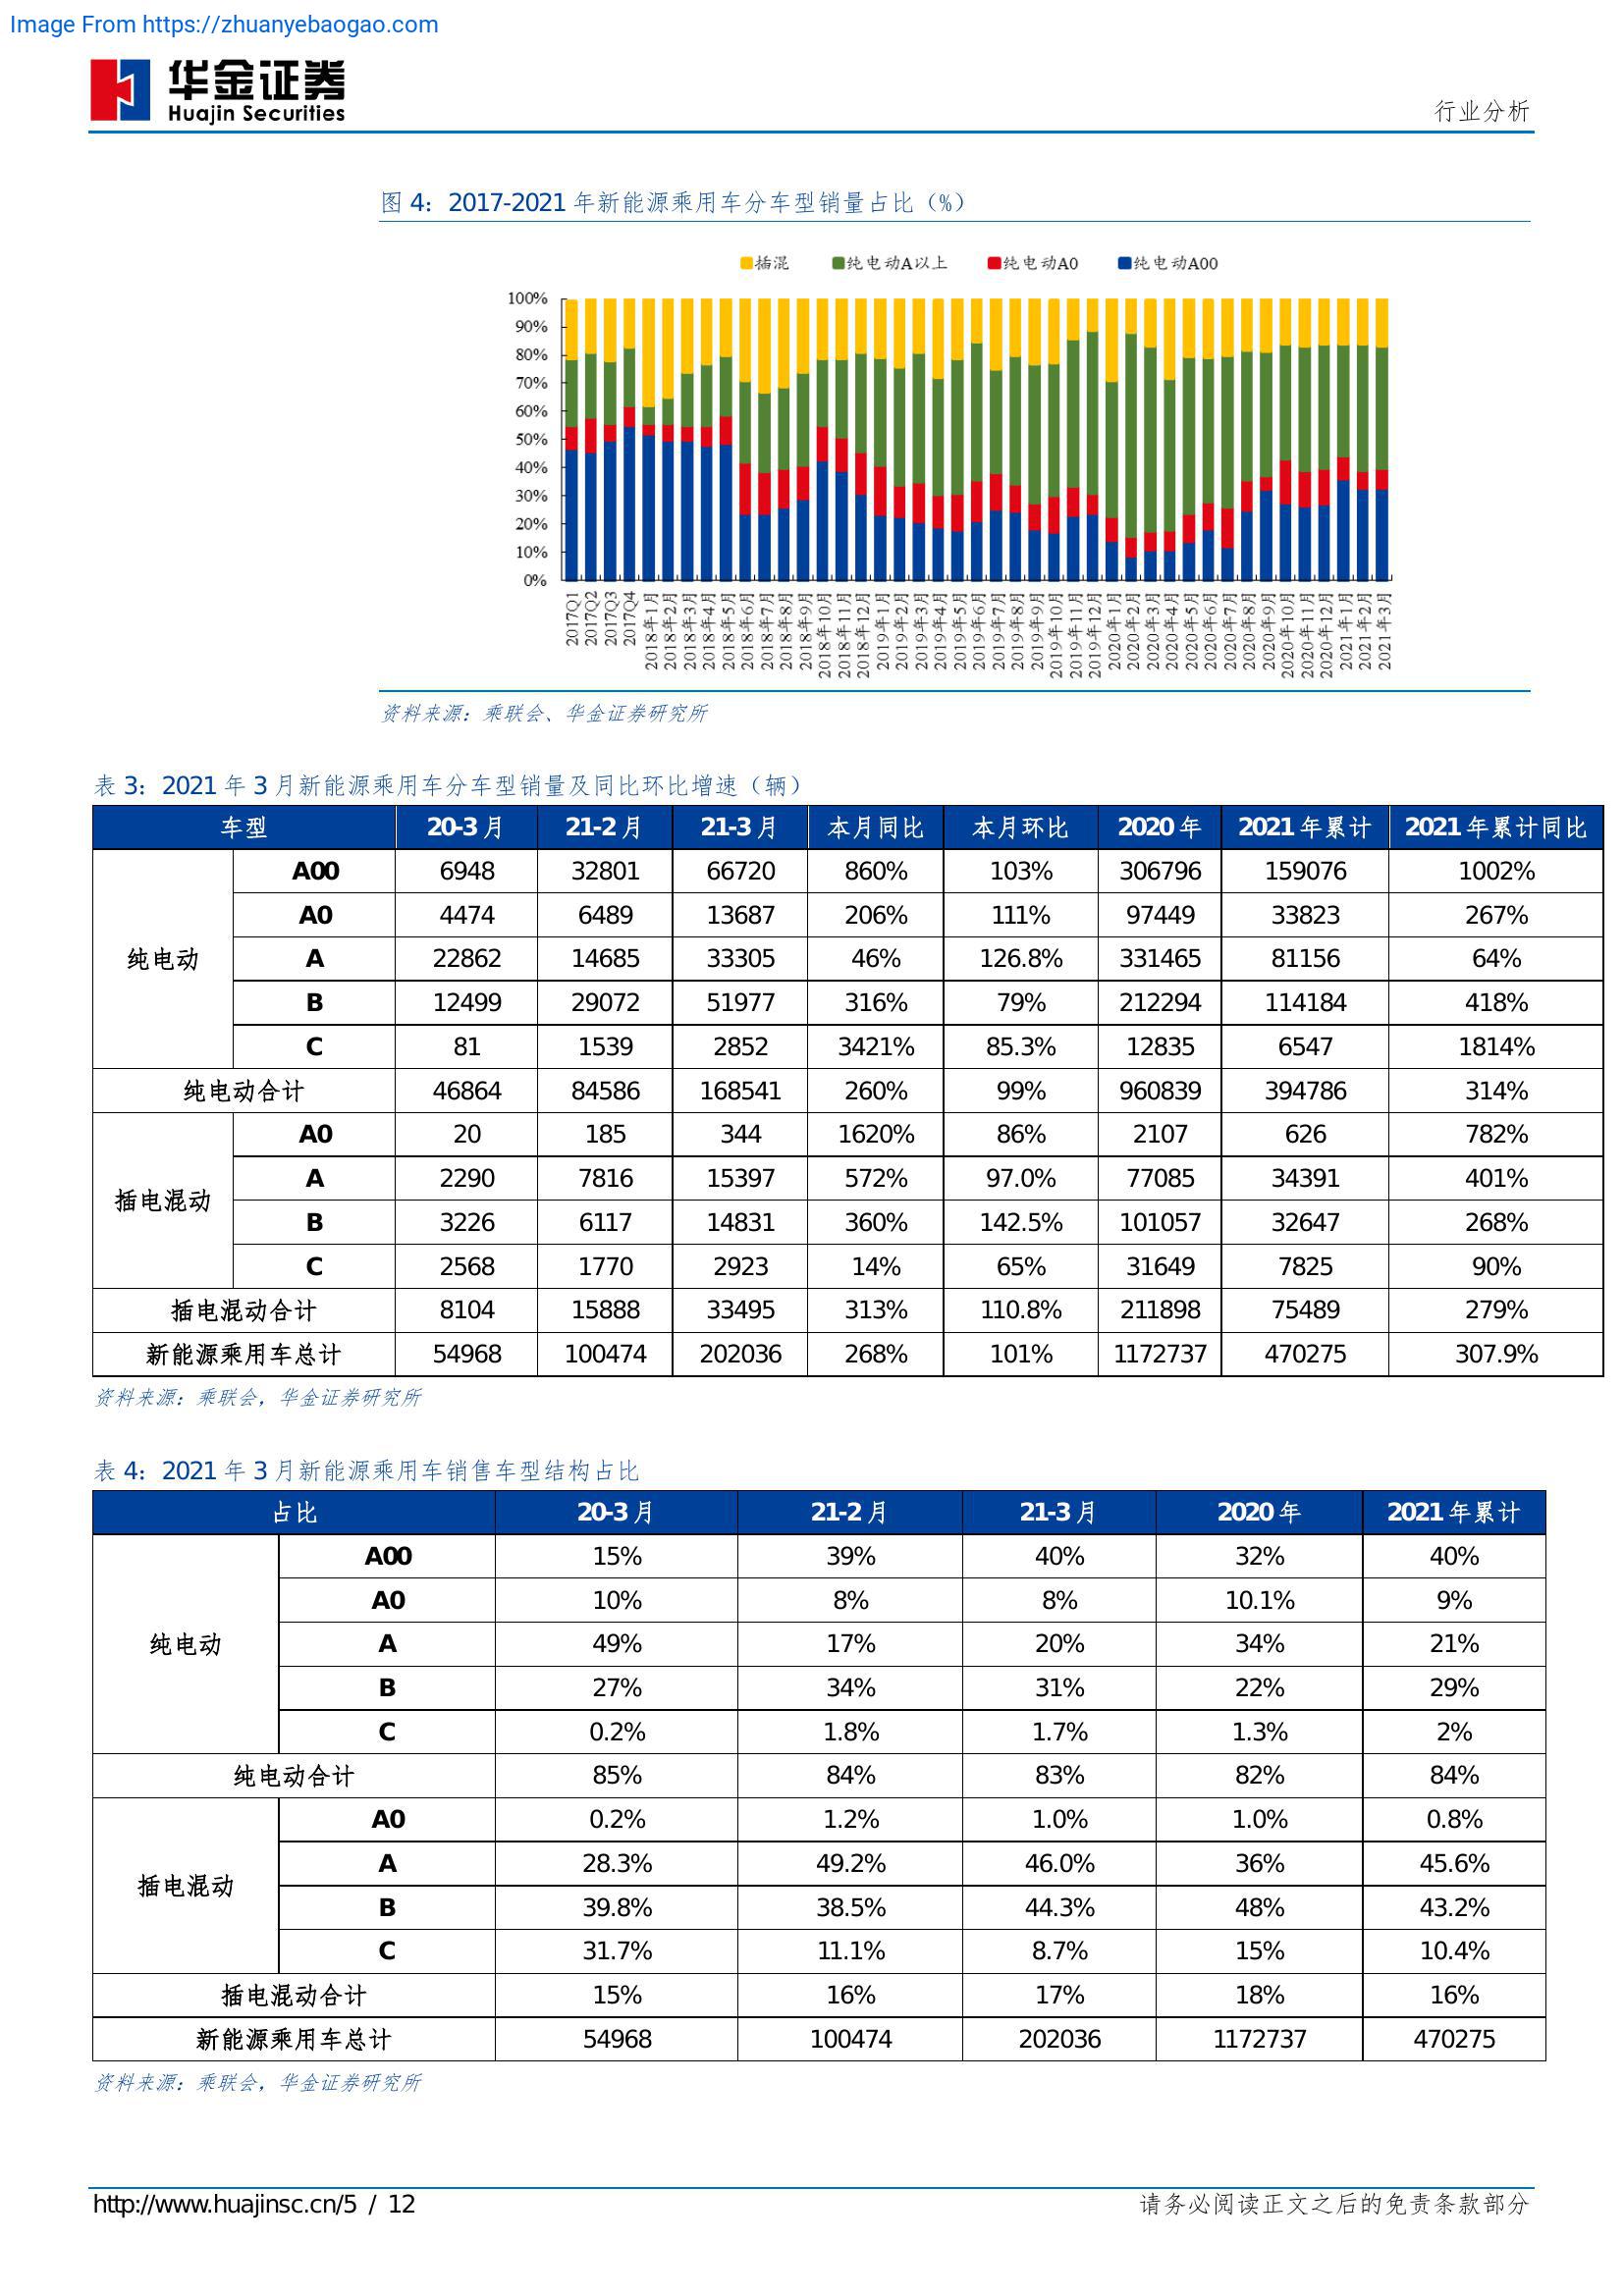 Image From https://zhuanyebaogao.com
华金证券
Huajin Securities
行业分析
图 4：2017-2021 年新能源乘用车分车型销量占比（%）
插混 纯电动A以上 纯电动A0 纯电动A00
100%
90%
80%
70%
60%
50%
40%
30%
20%
10%
0%
2017Q1 2017Q2 2017Q3 2017Q4 2018年1月 2018年2月 2018年3月 2018年4月 2018年5月 2018年6月 2018年7月 2018年8月 2018年9月 2018年10月 2018年11月 2018年12月 2019年1月 2019年2月 2019年3月 2019年4月 2019年5月 2019年6月 2019年7月 2019年8月 2019年9月 2019年10月 2019年11月 2019年12月 2020年1月 2020年2月 2020年3月 2020年4月 2020年5月 2020年6月 2020年7月 2020年8月 2020年9月 2020年10月 2020年11月 2020年12月 2021年1月 2021年2月 2021年3月
资料来源：乘联会、华金证券研究所
表 3：2021 年 3 月新能源乘用车分车型销量及同比环比增速（辆）
车型 20-3 月 21-2 月 21-3 月 本月同比 本月环比 2020 年 2021 年累计 2021 年累计同比
纯电动
A00 6948 32801 66720 860% 103% 306796 159076 1002%
A0 4474 6489 13687 206% 111% 97449 33823 267%
A 22862 14685 33305 46% 126.8% 331465 81156 64%
B 12499 29072 51977 316% 79% 212294 114184 418%
C 81 1539 2852 3421% 85.3% 12835 6547 1814%
纯电动合计 46864 84586 168541 260% 99% 960839 394786 314%
插电混动
A0 20 185 344 1620% 86% 2107 626 782%
A 2290 7816 15397 572% 97.0% 77085 34391 401%
B 3226 6117 14831 360% 142.5% 101057 32647 268%
C 2568 1770 2923 14% 65% 31649 7825 90%
插电混动合计 8104 15888 33495 313% 110.8% 211898 75489 279%
新能源乘用车总计 54968 100474 202036 268% 101% 1172737 470275 307.9%
资料来源：乘联会，华金证券研究所
表 4：2021 年 3 月新能源乘用车销售车型结构占比
占比 20-3 月 21-2 月 21-3 月 2020 年 2021 年累计
纯电动
A00 15% 39% 40% 32% 40%
A0 10% 8% 8% 10.1% 9%
A 49% 17% 20% 34% 21%
B 27% 34% 31% 22% 29%
C 0.2% 1.8% 1.7% 1.3% 2%
纯电动合计 85% 84% 83% 82% 84%
插电混动
A0 0.2% 1.2% 1.0% 1.0% 0.8%
A 28.3% 49.2% 46.0% 36% 45.6%
B 39.8% 38.5% 44.3% 48% 43.2%
C 31.7% 11.1% 8.7% 15% 10.4%
插电混动合计 15% 16% 17% 18% 16%
新能源乘用车总计 54968 100474 202036 1172737 470275
资料来源：乘联会，华金证券研究所
http://www.huajinsc.cn/5 / 12
请务必阅读正文之后的免责条款部分